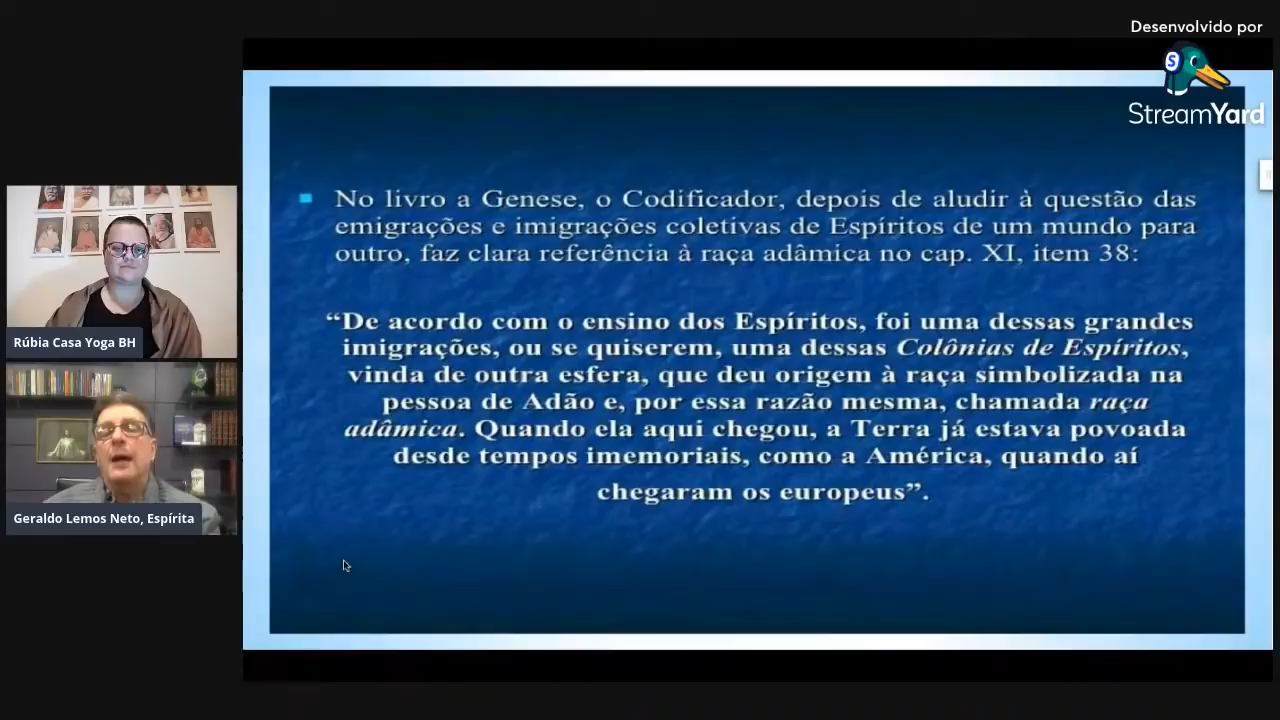 Desenvolvido por
S
StreamYard
No livro a Genese, o Codificador, depois de aludir à questão das
emigrações e imigrações coletivas de Espíritos de um mundo para
outro, faz clara referência à raça adâmica no cap. XI, item 38:
“De acordo com o ensino dos Espíritos, foi uma dessas grandes
imigrações, ou se quiserem, uma dessas Colônias de Espíritos,
vinda de outra esfera, que deu origem à raça simbolizada na
pessoa de Adão e, por essa razão mesma, chamada raça
adâmica. Quando ela aqui chegou, a Terra já estava povoada
desde tempos imemoriais, como a América, quando aí
chegaram os europeus”.
Rúbia Casa Yoga BH
Geraldo Lemos Neto, Espírita